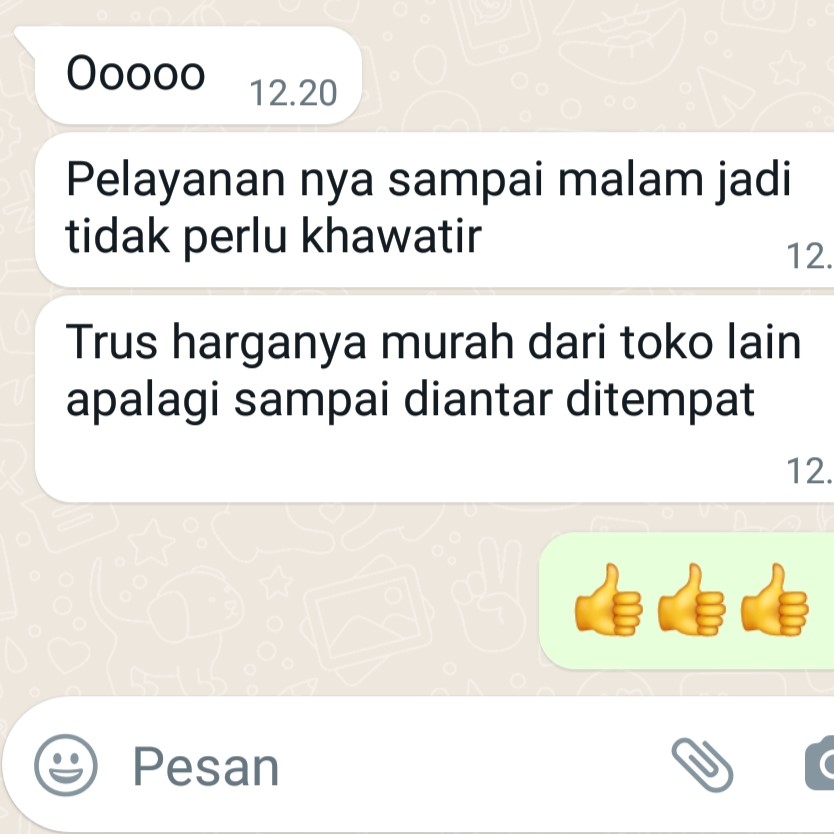 Ooooo 12.20
Pelayanan nya sampai malam jadi
tidak perlu khawatir
12.
Trus harganya murah dari toko lain
apalagi sampai diantar ditempat
12.
👍👍👍
Pesan